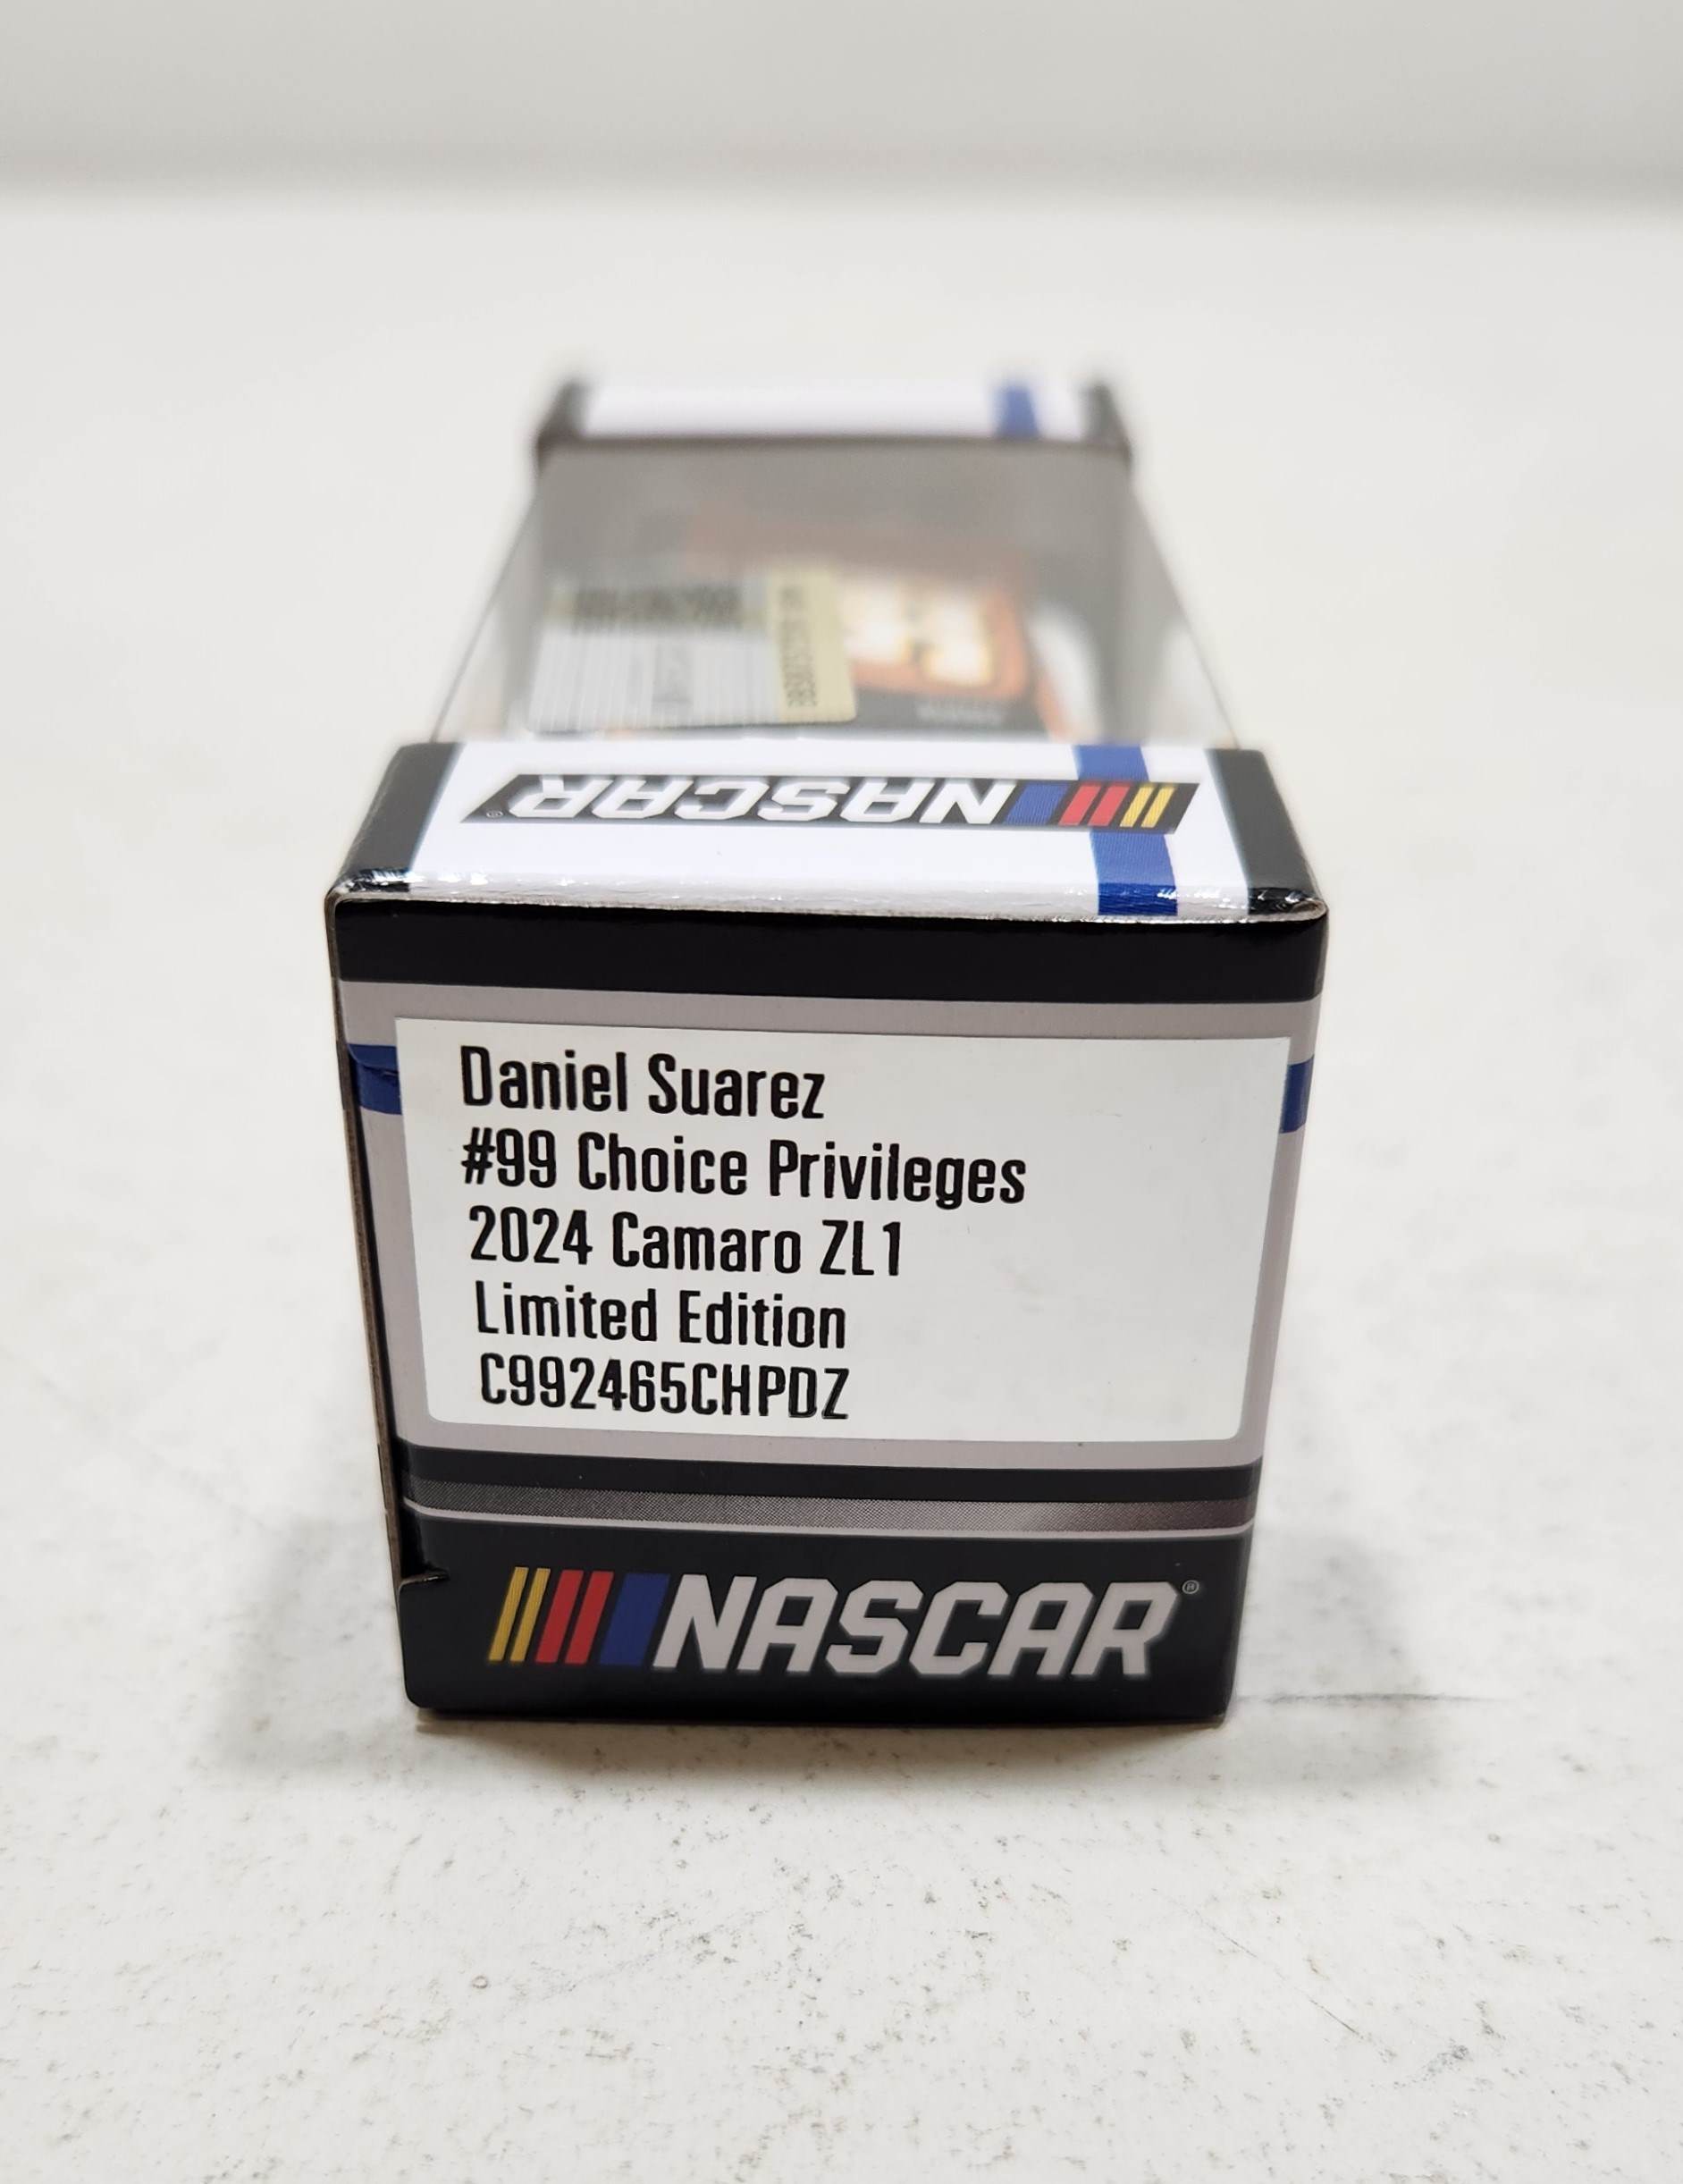 NASCAR
Daniel Suarez
#99 Choice Privileges
2024 Camaro ZL1
Limited Edition
C992465CHPDZ
NASCAR®